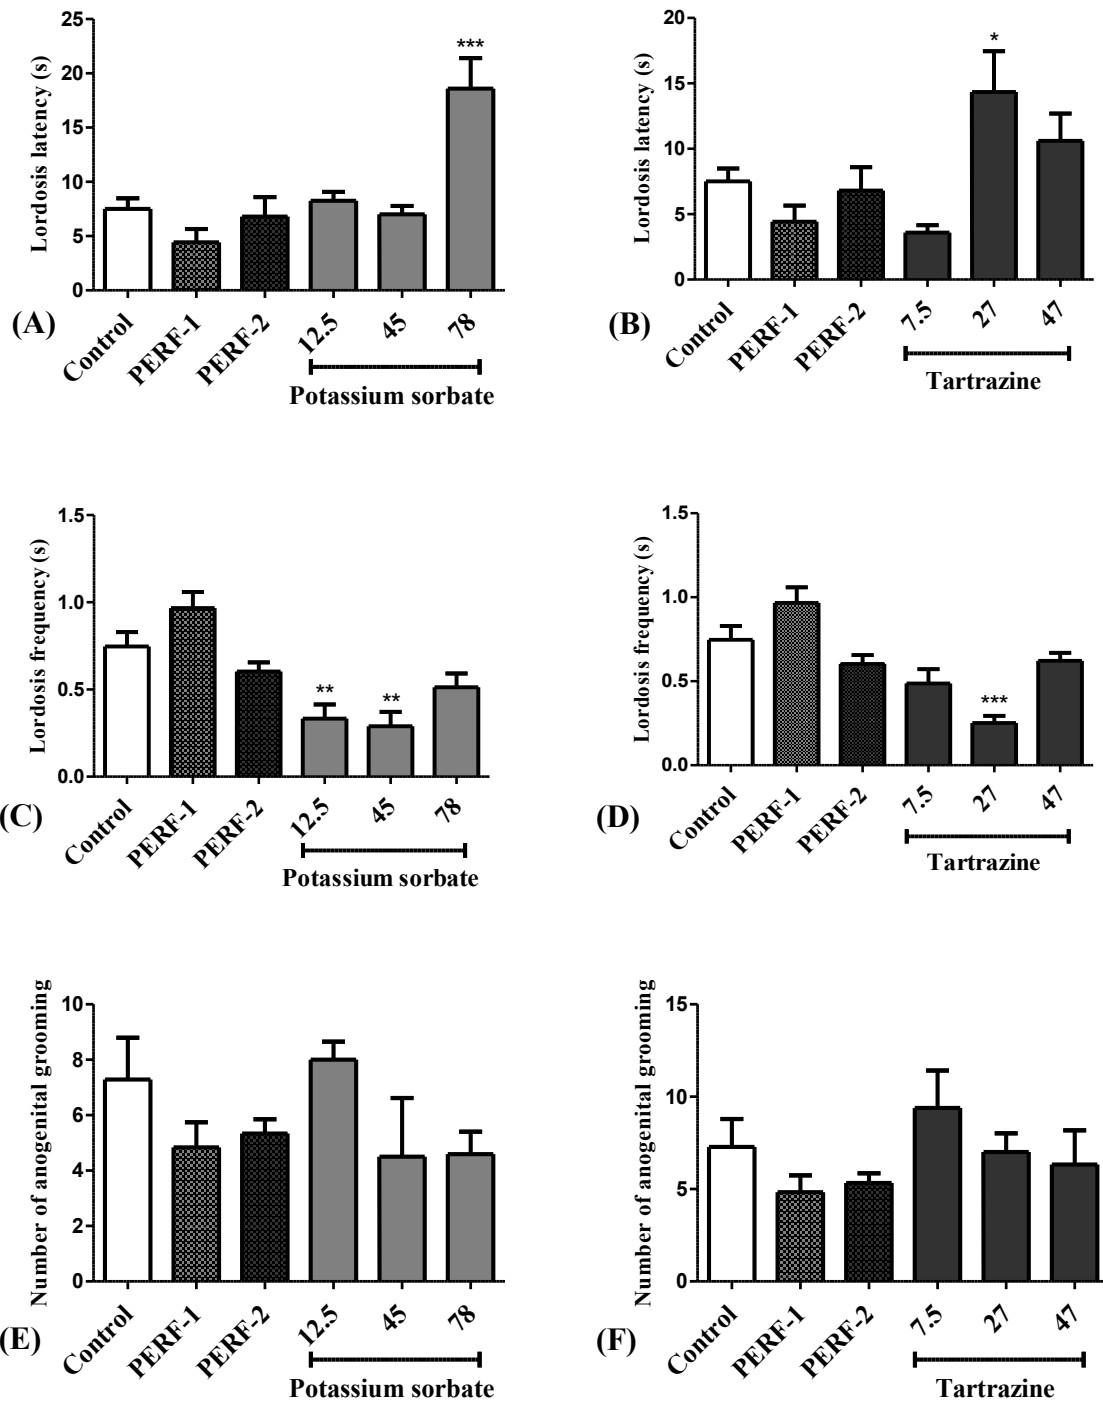 Lordosis latency (s)
25
20
15
10
5
0
***
Control
PERF-1
PERF-2
12.5
45
78
(A)
Potassium sorbate
Lordosis latency (s)
20
15
10
5
0
*
Control
PERF-1
PERF-2
7.5
27
47
(B)
Tartrazine
Lordosis frequency (s)
1.5
1.0
0.5
0.0
**
**
Control
PERF-1
PERF-2
12.5
45
78
(C)
Potassium sorbate
Lordosis frequency (s)
1.5
1.0
0.5
0.0
***
Control
PERF-1
PERF-2
7.5
27
47
(D)
Tartrazine
Number of anogenital grooming
10
8
6
4
2
0
Control
PERF-1
PERF-2
12.5
45
78
(E)
Potassium sorbate
Number of anogenital grooming
15
10
5
0
Control
PERF-1
PERF-2
7.5
27
47
(F)
Tartrazine